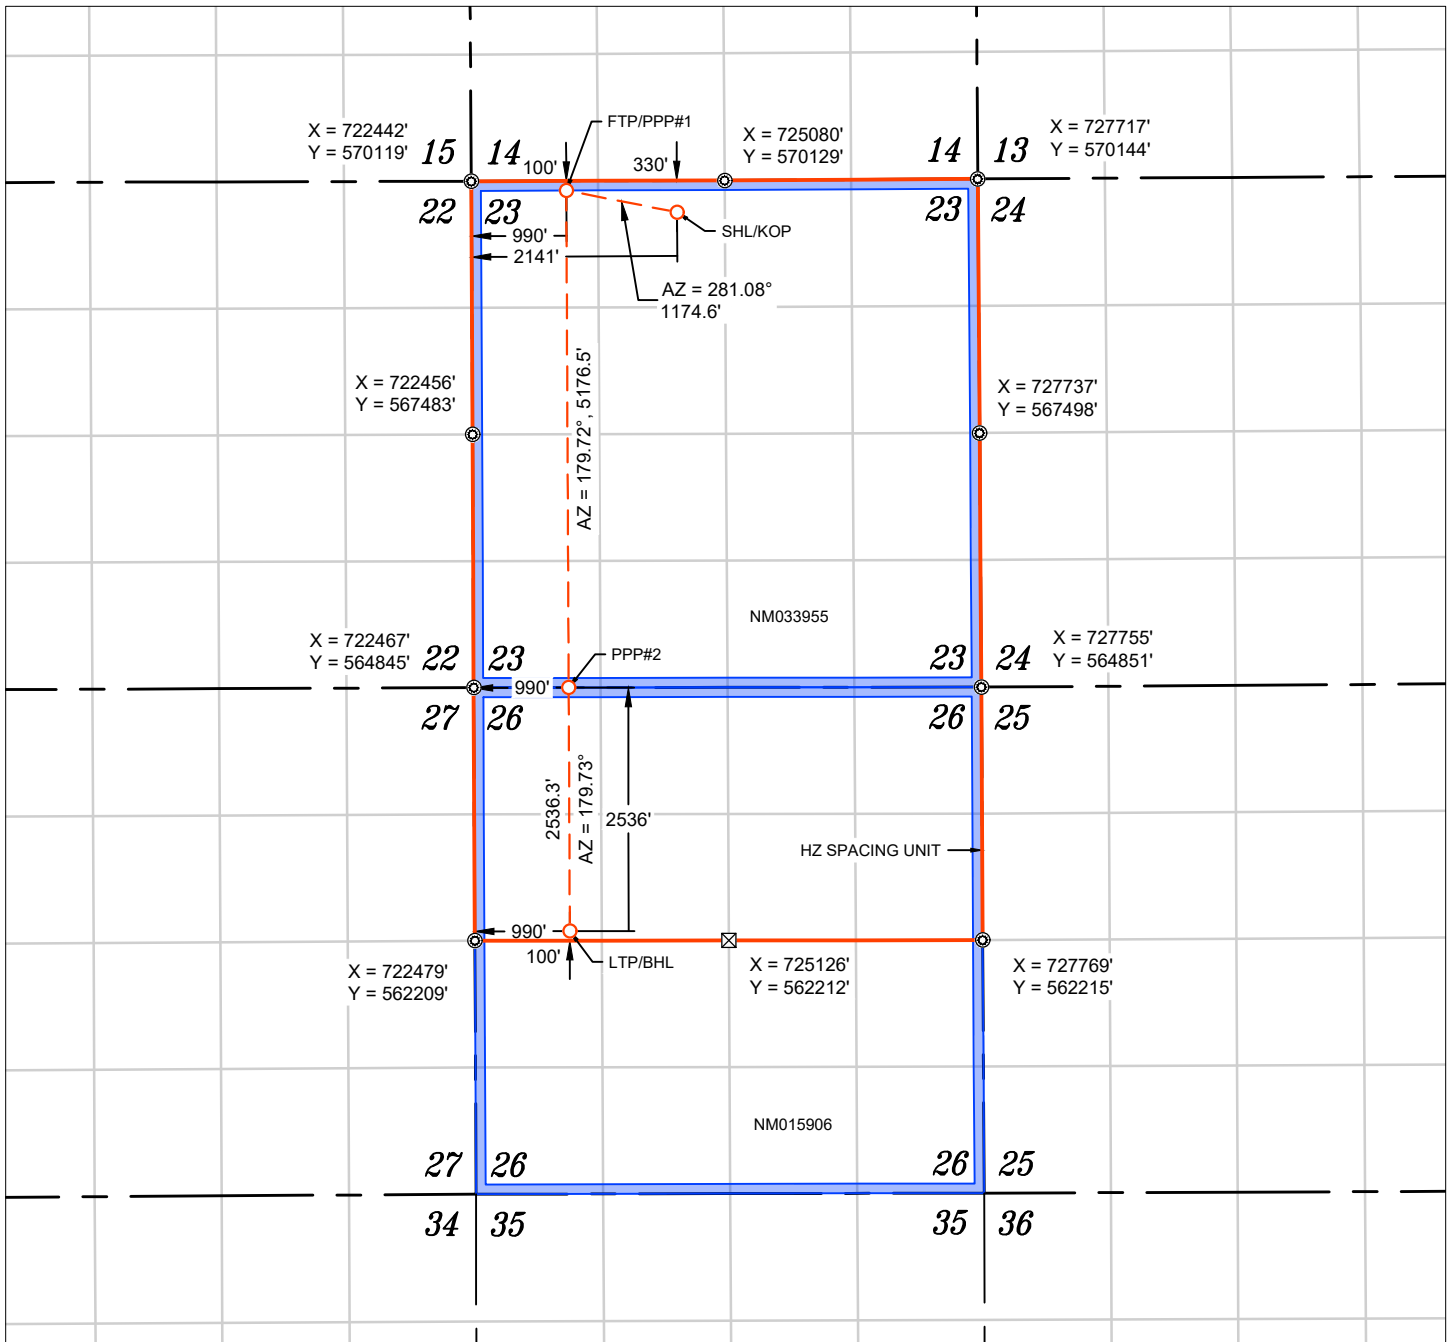 FTP/PPP#1
X = 722442'
Y = 570119'
X = 725080'
Y = 570129'
X = 727717'
Y = 570144'
15 14
14 13
100'
330'
22 23
23 24
990'
SHL/KOP
2141'
AZ = 281.08°
1174.6'
AZ = 179.72°, 5176.5'
X = 722456'
Y = 567483'
X = 727737'
Y = 567498'
NM033955
X = 722467'
Y = 564845'
22 23
PPP#2
23 24
X = 727755'
Y = 564851'
990'
27 26
26 25
2536.3'
AZ = 179.73°
2536'
HZ SPACING UNIT
990'
100'
LTP/BHL
X = 722479'
Y = 562209'
X = 725126'
Y = 562212'
X = 727769'
Y = 562215'
NM015906
27 26
26 25
34 35
35 36